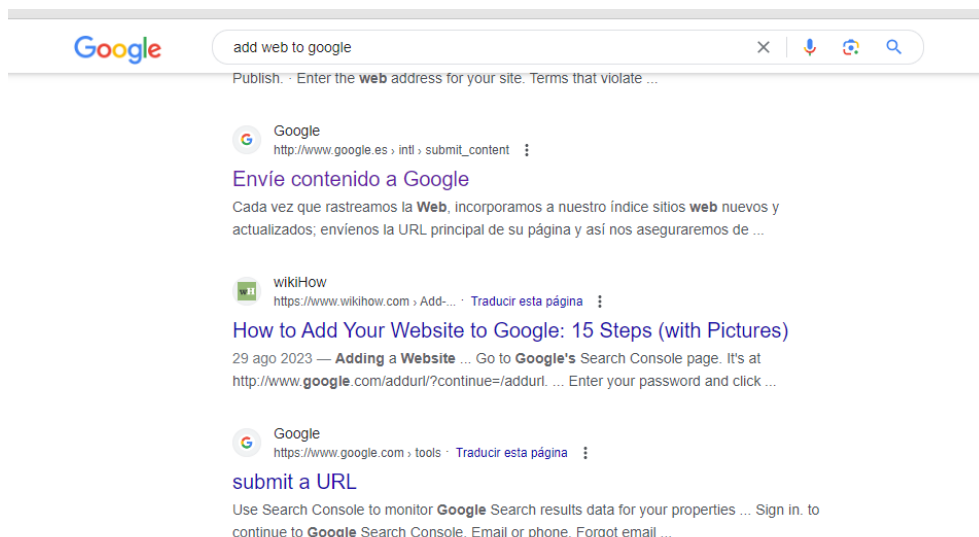 Google
add web to google
Publish. · Enter the web address for your site. Terms that violate ...
Google
http://www.google.es › intl › submit_content
Envíe contenido a Google
Cada vez que rastreamos la Web, incorporamos a nuestro índice sitios web nuevos y
actualizados; envíenos la URL principal de su página y así nos aseguraremos de ...
wikiHow
https://www.wikihow.com › Add-... · Traducir esta página
How to Add Your Website to Google: 15 Steps (with Pictures)
29 ago 2023 — Adding a Website ... Go to Google's Search Console page. It's at
http://www.google.com/addurl/?continue=/addurl. ... Enter your password and click ...
Google
https://www.google.com › tools · Traducir esta página
submit a URL
Use Search Console to monitor Google Search results data for your properties ... Sign in. to
continue to Google Search Console. Email or phone. Forgot email ...